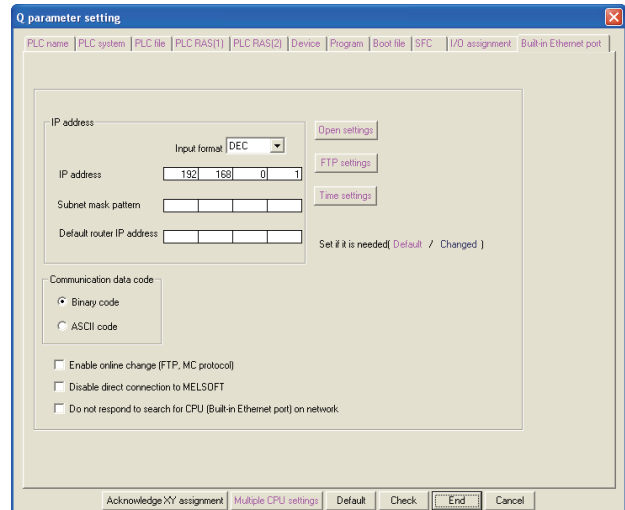 Q parameter setting
PLC name PLC system PLC file PLC RAS(1) PLC RAS(2) Device Program Boot file SFC I/O assignment Built-in Ethernet port
IP address
Input format DEC
IP address 192 168 0 1
Subnet mask pattern
Default router IP address
Open settings
FTP settings
Time settings
Set if it is needed( Default / Changed )
Communication data code
Binary code
ASCII code
Enable online change (FTP, MC protocol)
Disable direct connection to MELSOFT
Do not respond to search for CPU (Built-in Ethernet port) on network
Acknowledge XY assignment Multiple CPU settings Default Check End Cancel